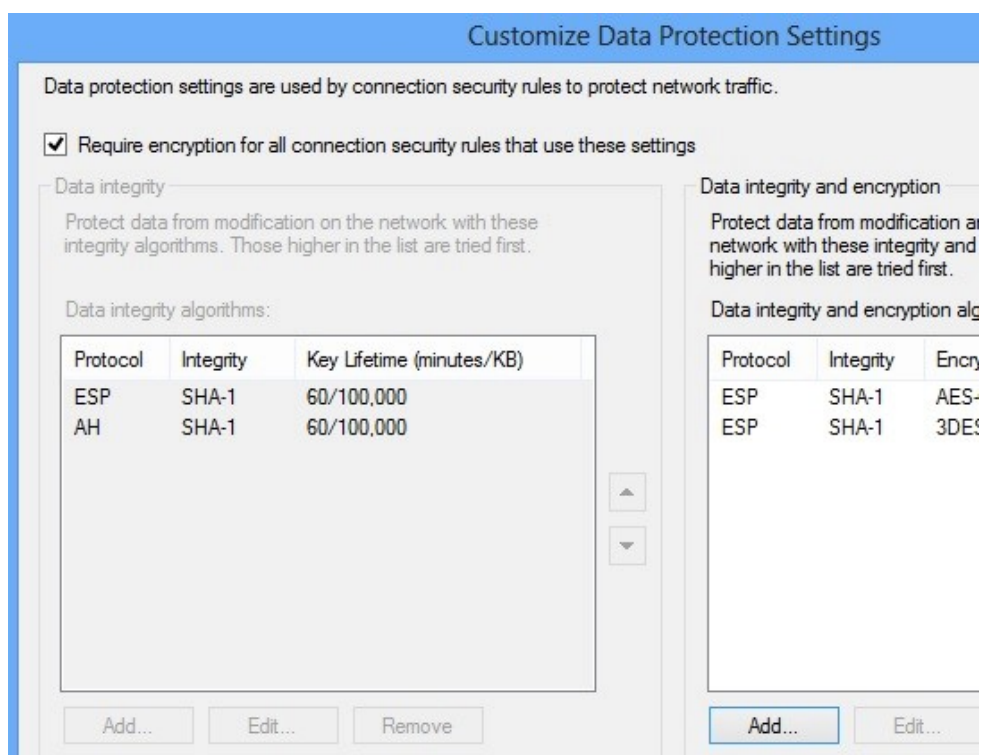 Customize Data Protection Settings
Data protection settings are used by connection security rules to protect network traffic.
Require encryption for all connection security rules that use these settings
Data integrity
Protect data from modification on the network with these
integrity algorithms. Those higher in the list are tried first.
Data integrity algorithms:
Protocol Integrity Key Lifetime (minutes/KB)
ESP SHA-1 60/100,000
AH SHA-1 60/100,000
Add... Edit... Remove
Data integrity and encryption
Protect data from modification
network with these integrity and
higher in the list are tried first.
Data integrity and encryption
Protocol Integrity
ESP SHA-1
ESP SHA-1
Add... Edit...